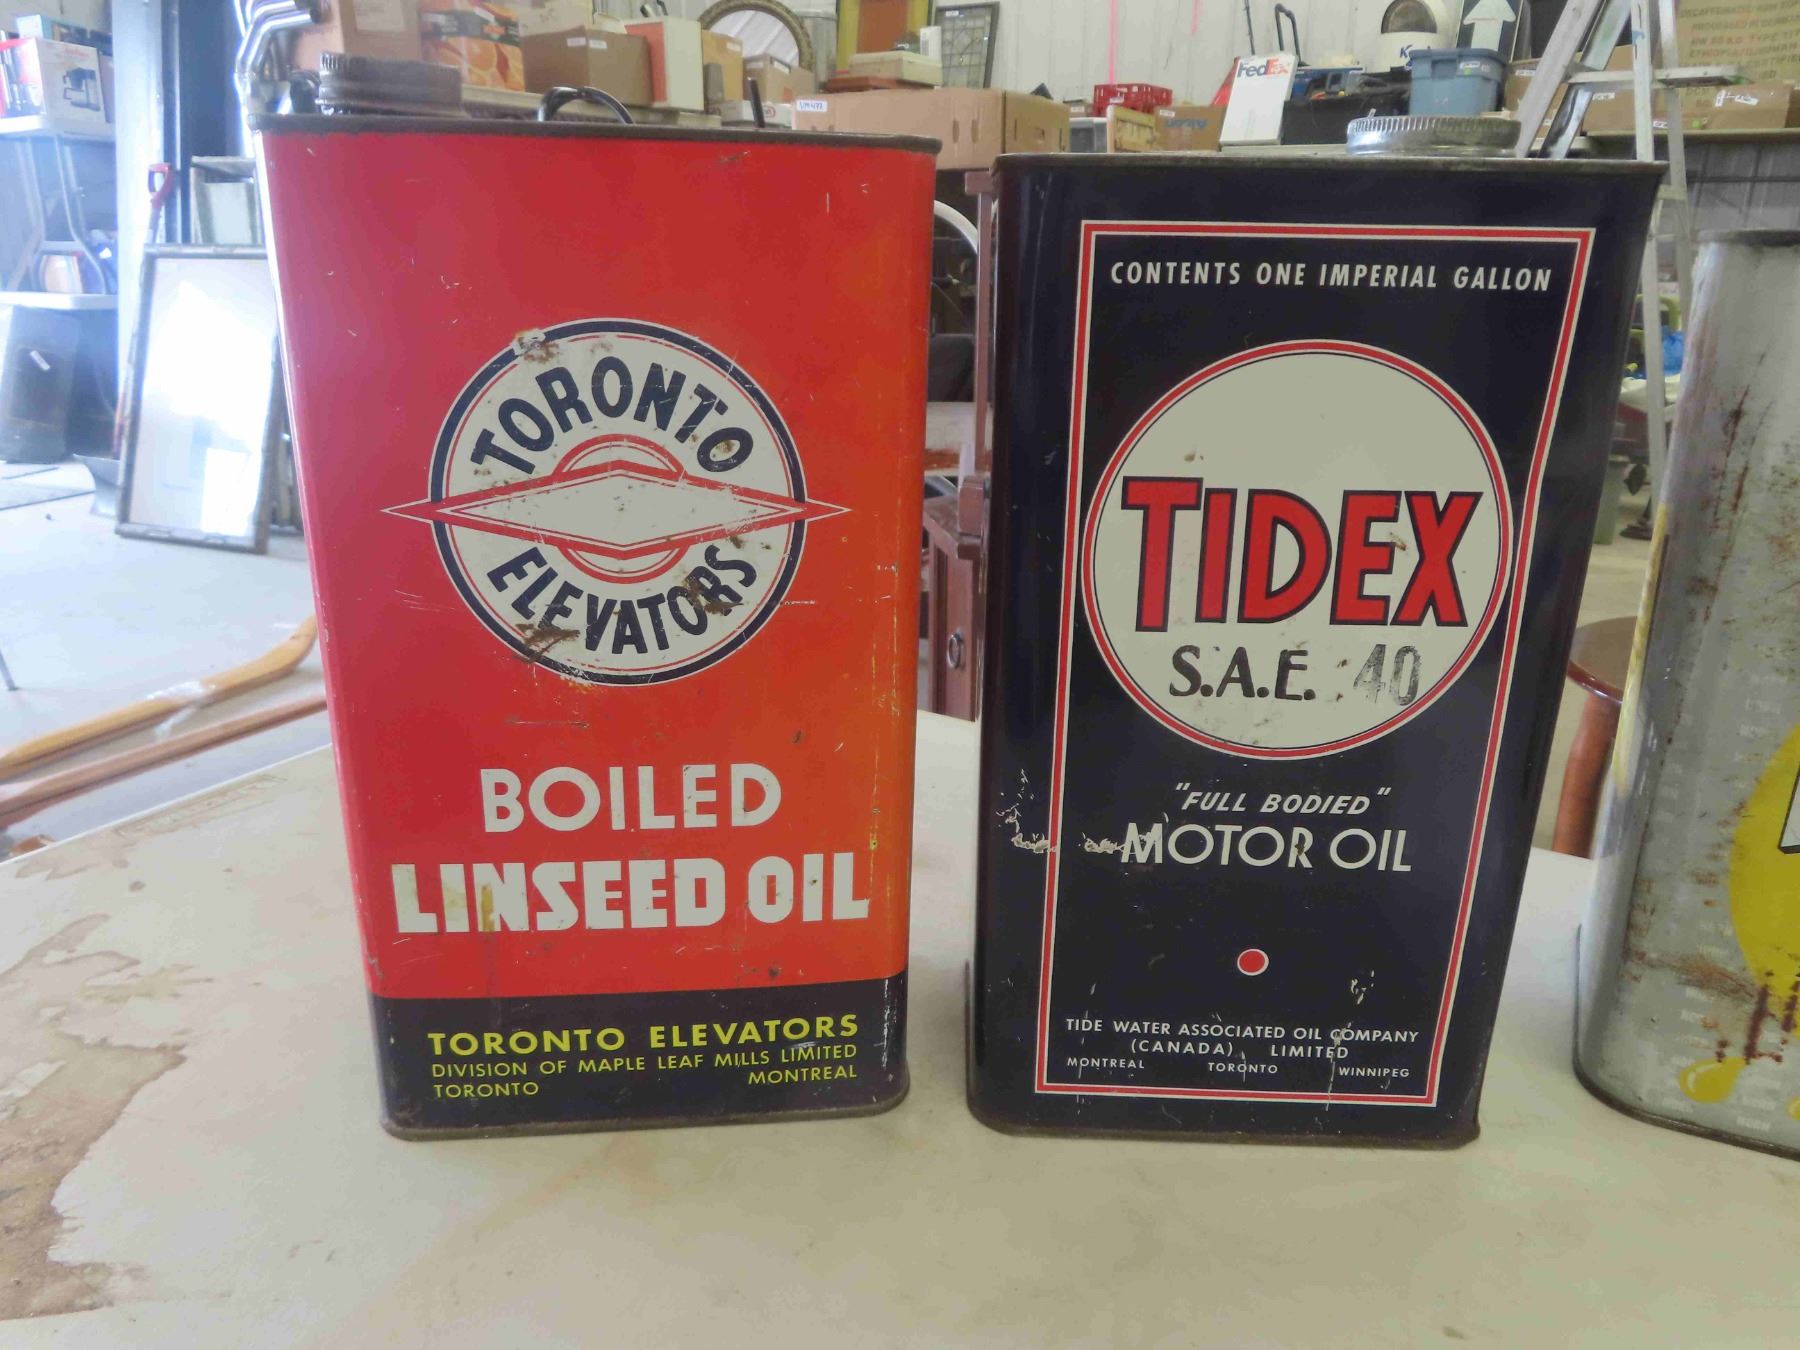 TORONTO
ELEVATORS
BOILED
LINSEED OIL
TORONTO ELEVATORS
DIVISION OF MAPLE LEAF MILLS LIMITED
TORONTO MONTREAL
CONTENTS ONE IMPERIAL GALLON
TIDEX
S.A.E. 40
"FULL BODIED"
MOTOR OIL
TIDE WATER ASSOCIATED OIL COMPANY
(CANADA) LIMITED
MONTREAL TORONTO WINNIPEG
FedEx